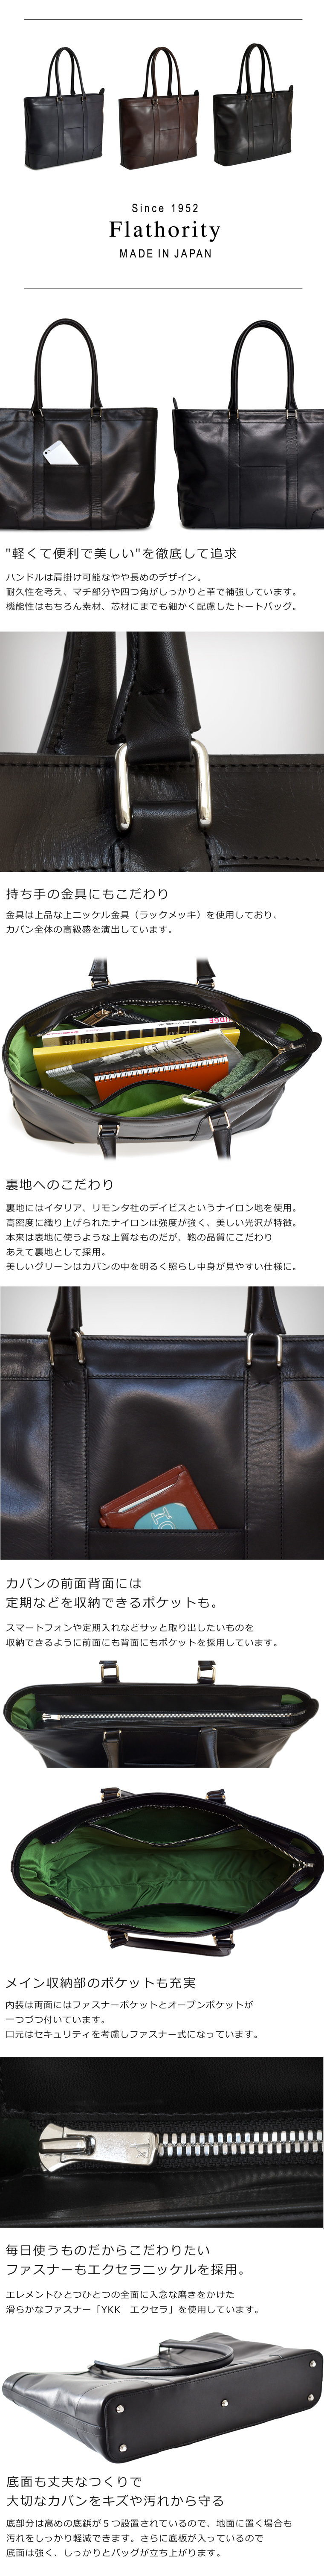 Since 1952
Flathority
MADE IN JAPAN
"軽くて便利で美しい"を徹底して追求
ハンドルは肩掛け可能なやや長めのデザイン。
耐久性を考え、マチ部分や四つ角がしっかりと革で補強しています。
機能性はもちろん素材、芯材にまでも細かく配慮したトートバッグ。
持ち手の金具にもこだわり
金具は上品な上ニッケル金具（ラックメッキ）を使用しており、
カバン全体の高級感を演出しています。
裏地へのこだわり
裏地にはイタリア、リモンタ社のデイビスというナイロン地を使用。
高密度に織り上げられたナイロンは強度が強く、美しい光沢が特徴。
本来は表地に使うような上質なものだが、鞄の品質にこだわり
あえて裏地として採用。
美しいグリーンはカバンの中を明るく照らし中身が見やすい仕様に。
カバンの前面背面には
定期などを収納できるポケットも。
スマートフォンや定期入れなどサッと取り出したいものを
収納できるように前面にも背面にもポケットを採用しています。
メイン収納部のポケットも充実
内装は両面にはファスナーポケットとオープンポケットが
一つづつ付いています。
口元はセキュリティを考慮しファスナー式になっています。
毎日使うものだからこだわりたい
ファスナーもエクセラニッケルを採用。
エレメントひとつひとつの全面に入念な磨きをかけた
滑らかなファスナー「YKK　エクセラ」を使用しています。
底面も丈夫なつくりで
大切なカバンをキズや汚れから守る
底部分は高めの底鋲が５つ設置されているので、地面に置く場合も
汚れをしっかり軽減できます。さらに底板が入っているので
底面は強く、しっかりとバッグが立ち上がります。